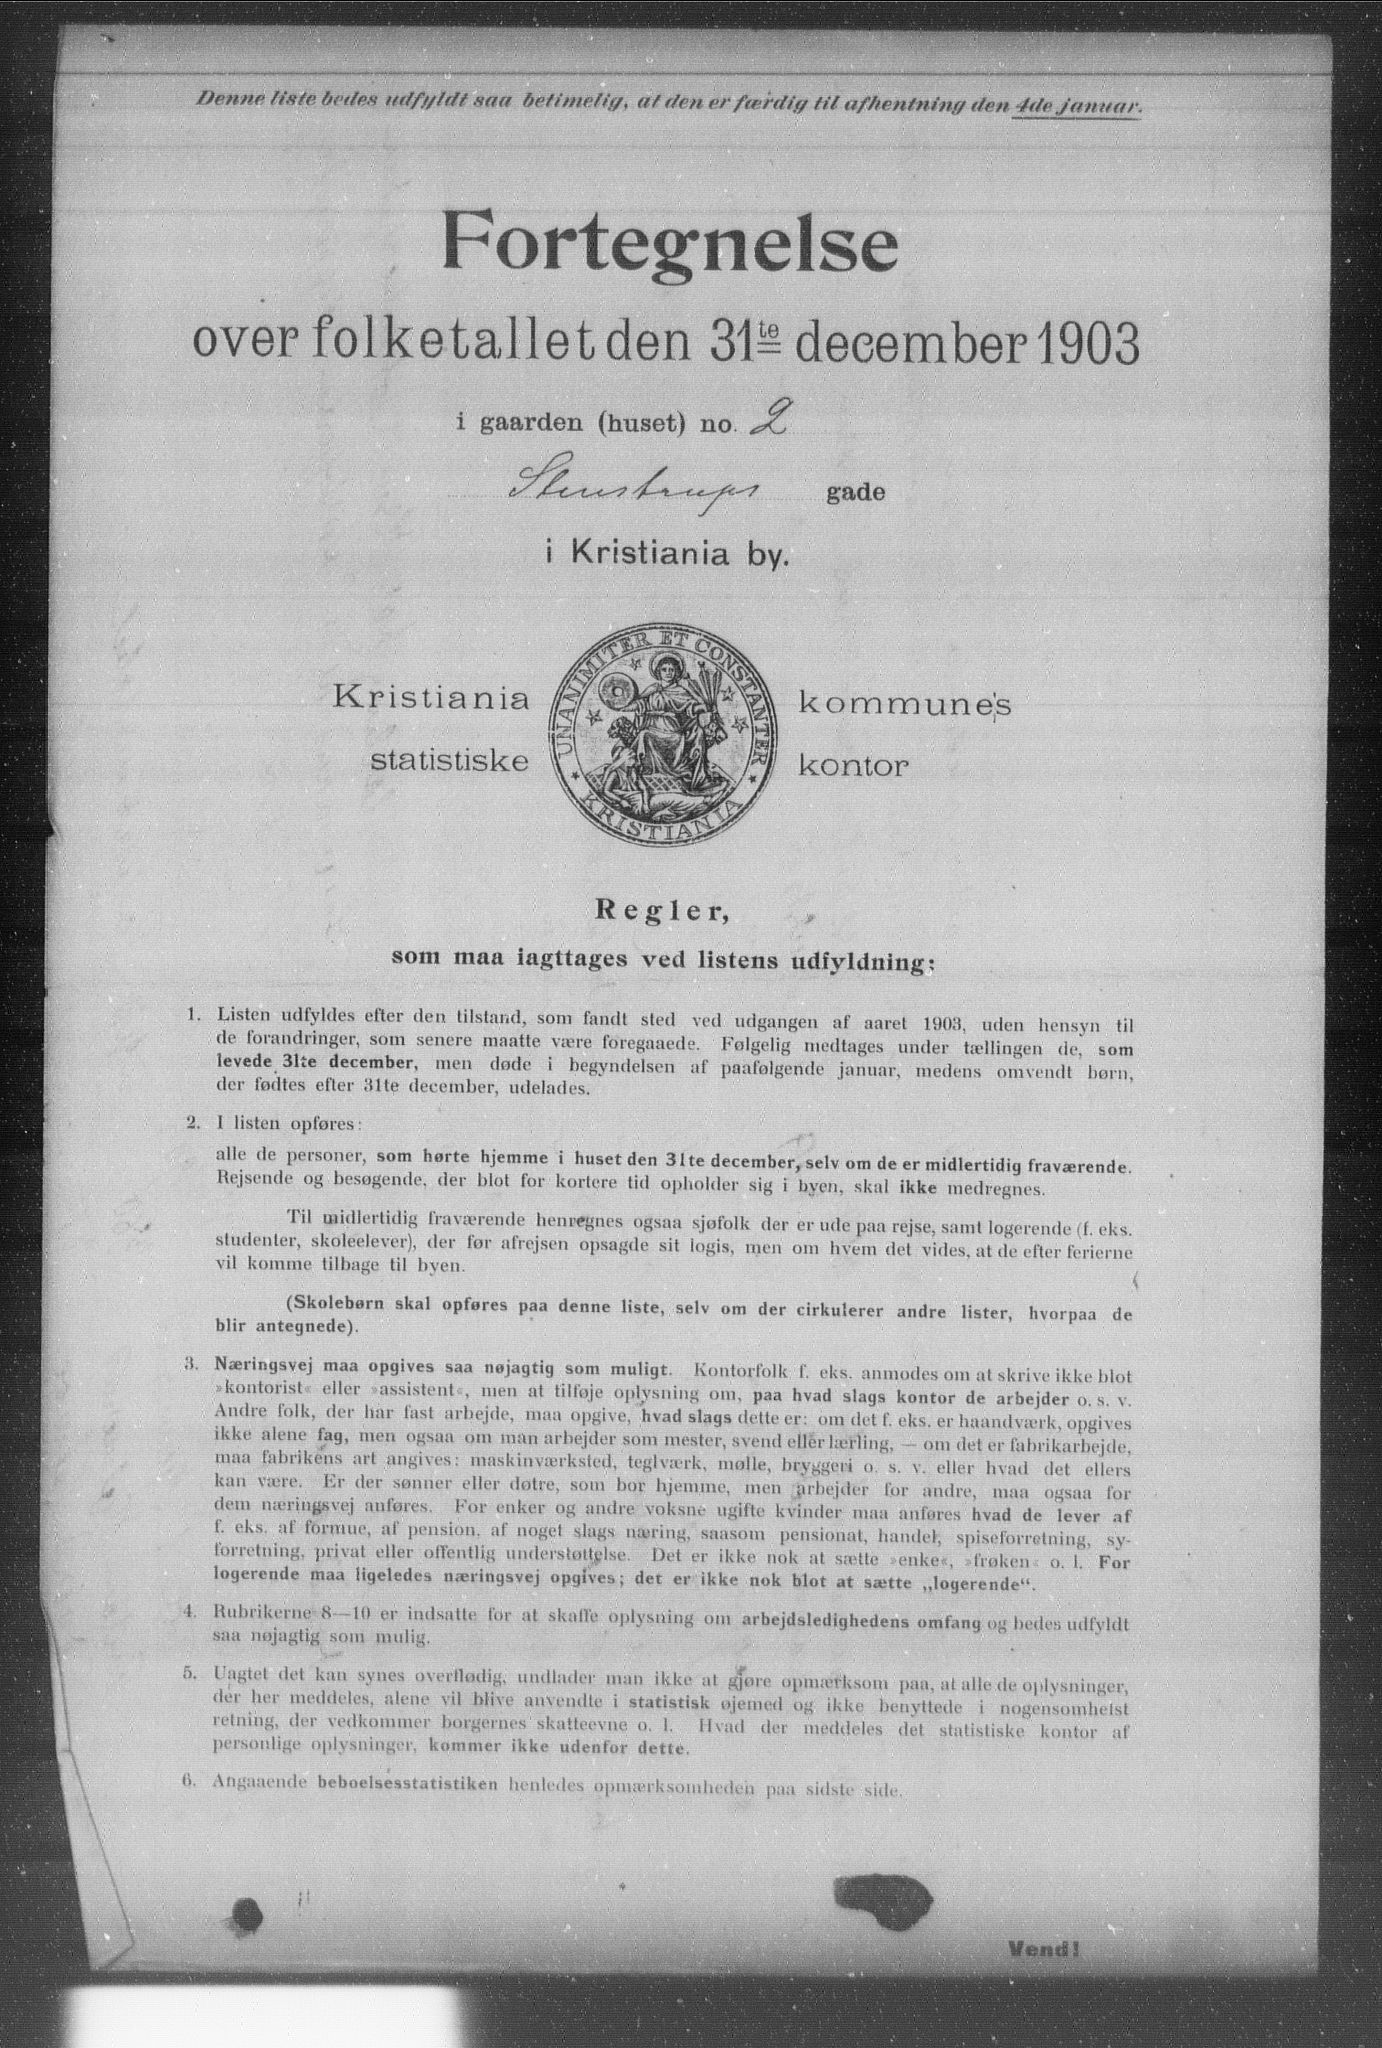 Denne liste bedes udfyldt saa betimelig, at den er færdig til afhentning den 4de januar.
Fortegnelse
over folketallet den 31te december 1903
i gaarden (huset) no. 2
Stenstrups gade
i Kristiania by.
UNANIMITER ET CONSTANTER
KRISTIANIA
Kristiania kommunes
statistiske kontor
Regler,
som maa iagttages ved listens udfyldning:
1. Listen udfyldes efter den tilstand, som fandt sted ved udgangen af aaret 1903, uden hensyn til
de forandringer, som senere maatte være foregaaede. Følgelig medtages under tællingen de, som
levede 31te december, men døde i begyndelsen af paafølgende januar, medens omvendt børn,
der fødtes efter 31te december, udelades.
2. I listen opføres:
alle de personer, som hørte hjemme i huset den 31te december, selv om de er midlertidig fraværende.
Rejsende og besøgende, der blot for kortere tid opholder sig i byen, skal ikke medregnes.
Til midlertidig fraværende henregnes ogsaa sjøfolk der er ude paa rejse, samt logerende (f. eks.
studenter, skoleelever), der før afrejsen opsagde sit logis, men om hvem det vides, at de efter ferierne
vil komme tilbage til byen.
(Skolebørn skal opføres paa denne liste, selv om der cirkulerer andre lister, hvorpaa de
blir antegnede).
3. Næringsvej maa opgives saa nøjagtig som muligt. Kontorfolk f. eks. anmodes om at skrive ikke blot
»kontorist« eller »assistent«, men at tilføje oplysning om, paa hvad slags kontor de arbejder o. s. v.
Andre folk, der har fast arbejde, maa opgive, hvad slags dette er: om det f. eks. er haandværk, opgives
ikke alene fag, men ogsaa om man arbejder som mester, svend eller lærling, — om det er fabrikarbejde,
maa fabrikens art angives: maskinværksted, teglværk, mølle, bryggeri o. s. v. eller hvad det ellers
kan være. Er der sønner eller døtre, som bor hjemme, men arbejder for andre, maa ogsaa for
dem næringsvej anføres. For enker og andre voksne ugifte kvinder maa anføres hvad de lever af
f. eks. af formue, af pension, af noget slags næring, saasom pensionat, handel, spiseforretning, sy-
forretning, privat eller offentlig understøttelse. Det er ikke nok at sætte »enke«, »frøken« o. l. For
logerende maa ligeledes næringsvej opgives; det er ikke nok blot at sætte „logerende“.
4. Rubrikerne 8—10 er indsatte for at skaffe oplysning om arbejdsledighedens omfang og bedes udfyldt
saa nøjagtig som mulig.
5. Uagtet det kan synes overflødig, undlader man ikke at gjøre opmærksom paa, at alle de oplysninger,
der her meddeles, alene vil blive anvendte i statistisk øjemed og ikke benyttede i nogensomhelst
retning, der vedkommer borgernes skatteevne o. l. Hvad der meddeles det statistiske kontor af
personlige oplysninger, kommer ikke udenfor dette.
6. Angaaende beboelsesstatistiken henledes opmærksomheden paa sidste side.
Vend!